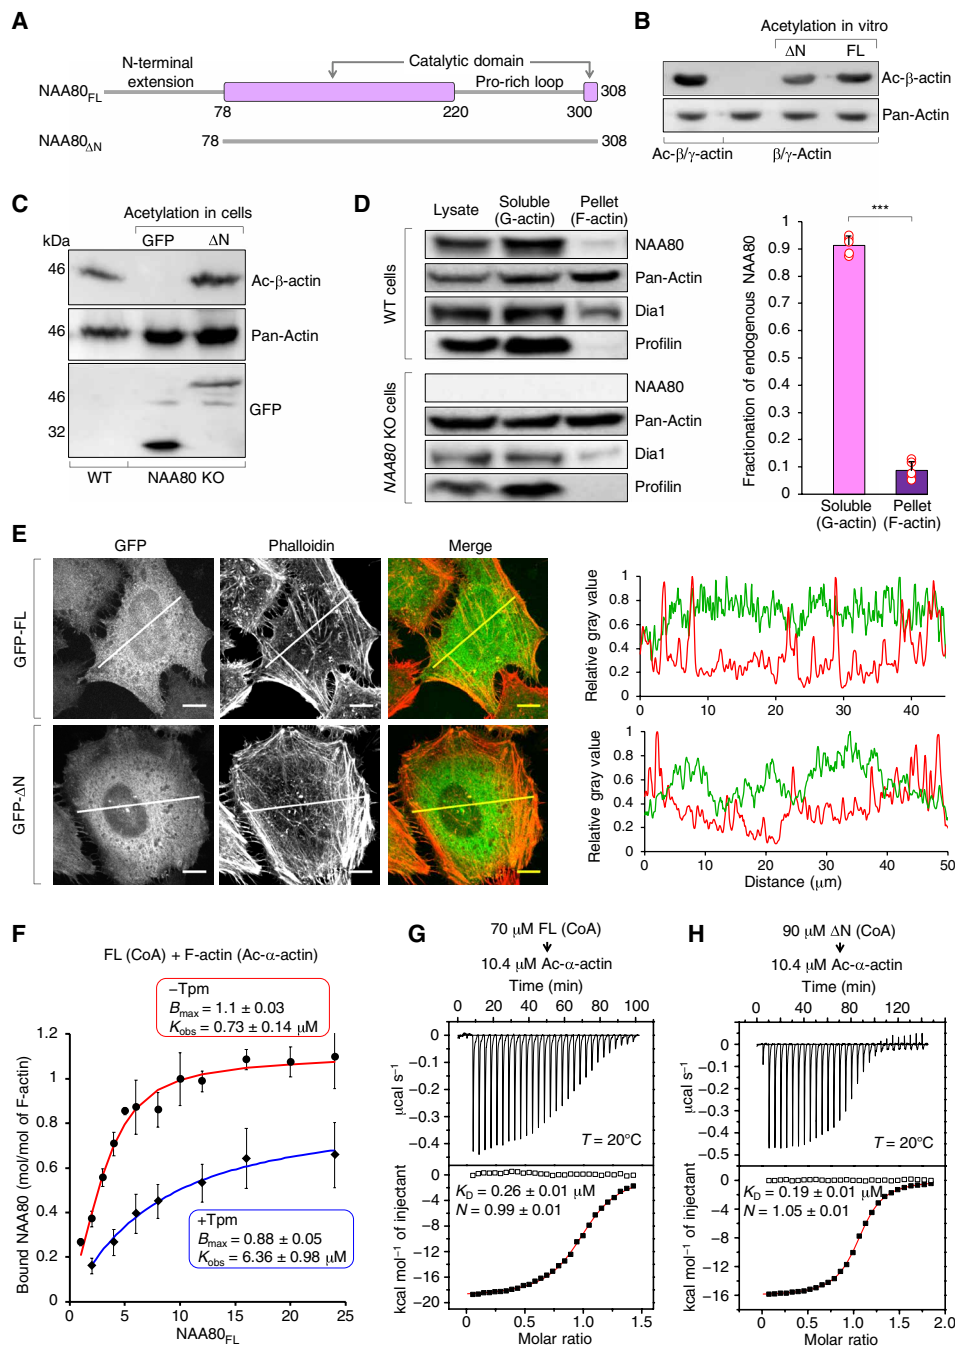 A
N-terminal extension
Catalytic domain
Pro-rich loop
NAA80FL
308
78
220
300
NAA80ΔN
78
308
B
Acetylation in vitro
ΔN FL
Ac-β-actin
Pan-Actin
Ac-β/γ-actin
β/γ-Actin
C
Acetylation in cells
kDa
GFP ΔN
46
Ac-β-actin
46
Pan-Actin
46
GFP
32
WT NAA80 KO
D
Lysate
Soluble (G-actin)
Pellet (F-actin)
WT cells
NAA80
Pan-Actin
Dia1
Profilin
NAA80 KO cells
NAA80
Pan-Actin
Dia1
Profilin
Fractionation of endogenous NAA80
1
0.9
0.8
0.7
0.6
0.5
0.4
0.3
0.2
0.1
0
***
Soluble (G-actin)
Pellet (F-actin)
E
GFP
Phalloidin
Merge
GFP-FL
GFP-ΔN
Relative gray value
1
0.8
0.6
0.4
0.2
0
0 10 20 30 40
Relative gray value
1
0.8
0.6
0.4
0.2
0
0 10 20 30 40 50
Distance (μm)
F
FL (CoA) + F-actin (Ac-α-actin)
–Tpm
Bmax = 1.1 ± 0.03
Kobs = 0.73 ± 0.14 μM
+Tpm
Bmax = 0.88 ± 0.05
Kobs = 6.36 ± 0.98 μM
Bound NAA80 (mol/mol of F-actin)
1.2
1
0.8
0.6
0.4
0.2
0
0 5 10 15 20 25
NAA80FL
G
70 μM FL (CoA)
10.4 μM Ac-α-actin
Time (min)
0 20 40 60 80 100
μcal s−1
0
−0.1
−0.2
−0.3
−0.4
T = 20°C
kcal mol−1 of injectant
0
−4
−8
−12
−16
−20
KD = 0.26 ± 0.01 μM
N = 0.99 ± 0.01
0 0.5 1.0 1.5
Molar ratio
H
90 μM ΔN (CoA)
10.4 μM Ac-α-actin
Time (min)
0 40 80 120
μcal s−1
0
−0.1
−0.2
−0.3
−0.4
−0.5
T = 20°C
kcal mol−1 of injectant
0
−4
−8
−12
−16
KD = 0.19 ± 0.01 μM
N = 1.05 ± 0.01
0 0.5 1.0 1.5 2.0
Molar ratio